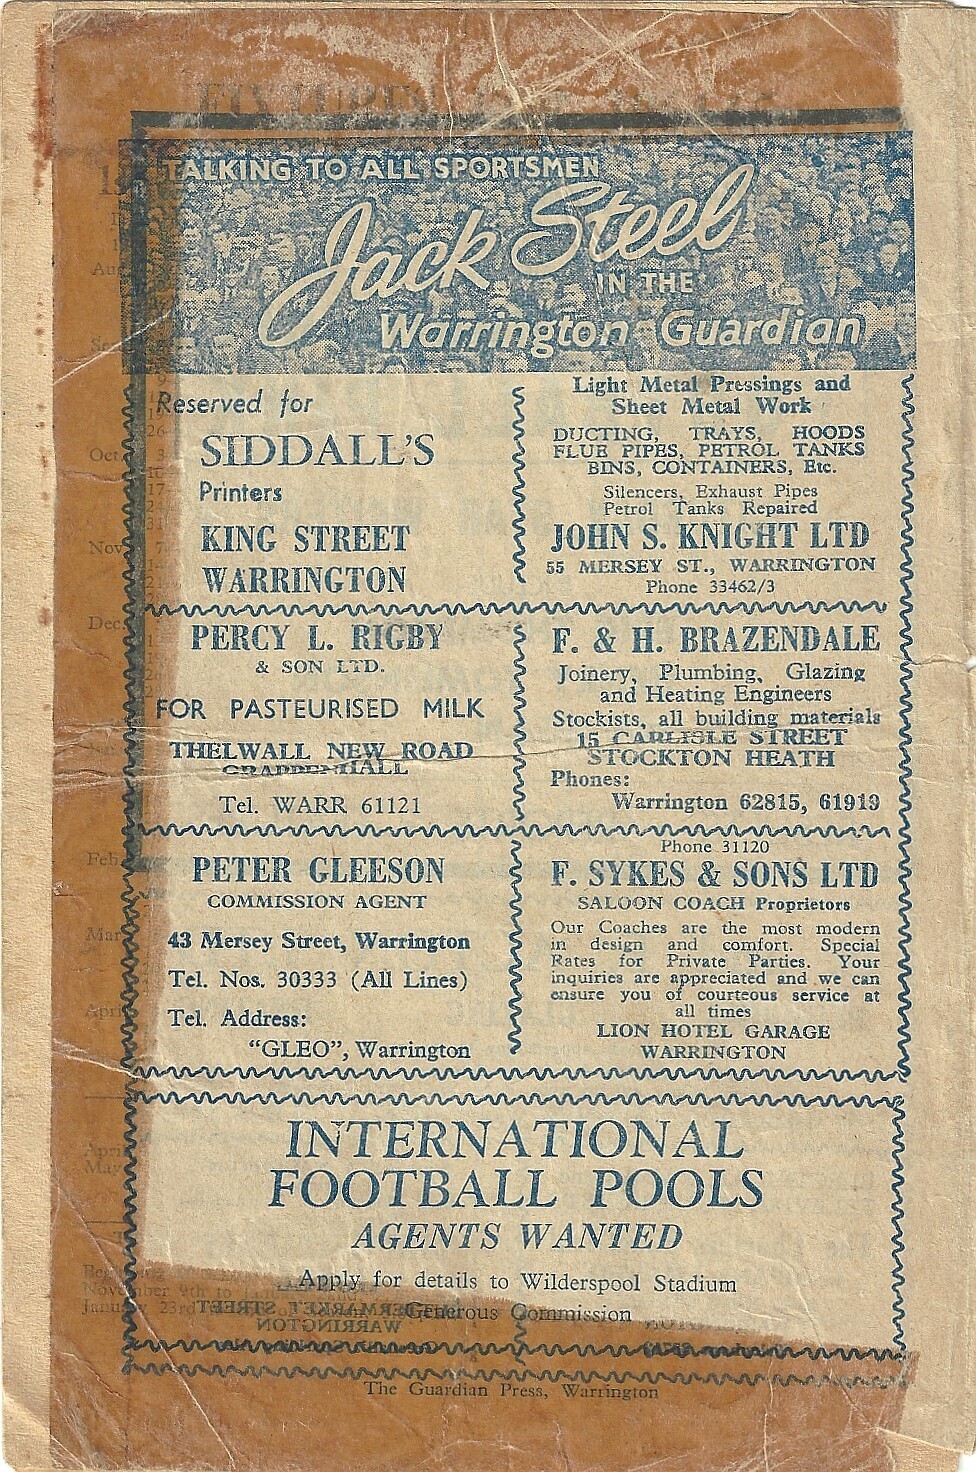 TALKING TO ALL SPORTSMEN
Jack Steel
IN THE
Warrington Guardian
Reserved for
SIDDALL'S
Printers
KING STREET
WARRINGTON
Light Metal Pressings and
Sheet Metal Work
DUCTING, TRAYS, HOODS
FLUE PIPES, PETROL TANKS
BINS, CONTAINERS, Etc.
Silencers, Exhaust Pipes
Petrol Tanks Repaired
JOHN S. KNIGHT LTD
55 MERSEY ST., WARRINGTON
Phone 33462/3
PERCY L. RIGBY
& SON LTD.
FOR PASTEURISED MILK
THELWALL NEW ROAD
GRAPPENHALL
Tel. WARR 61121
F. & H. BRAZENDALE
Joinery, Plumbing, Glazing
and Heating Engineers
Stockists, all building materials
15 CARLISLE STREET
STOCKTON HEATH
Phones:
Warrington 62815, 61919
PETER GLEESON
COMMISSION AGENT
43 Mersey Street, Warrington
Tel. Nos. 30333 (All Lines)
Tel. Address:
"GLEO", Warrington
Phone 31120
F. SYKES & SONS LTD
SALOON COACH Proprietors
Our Coaches are the most modern
in design and comfort. Special
Rates for Private Parties. Your
inquiries are appreciated and we can
ensure you of courteous service at
all times
LION HOTEL GARAGE
WARRINGTON
INTERNATIONAL
FOOTBALL POOLS
AGENTS WANTED
Apply for details to Wilderspool Stadium
Generous Commission
The Guardian Press, Warrington